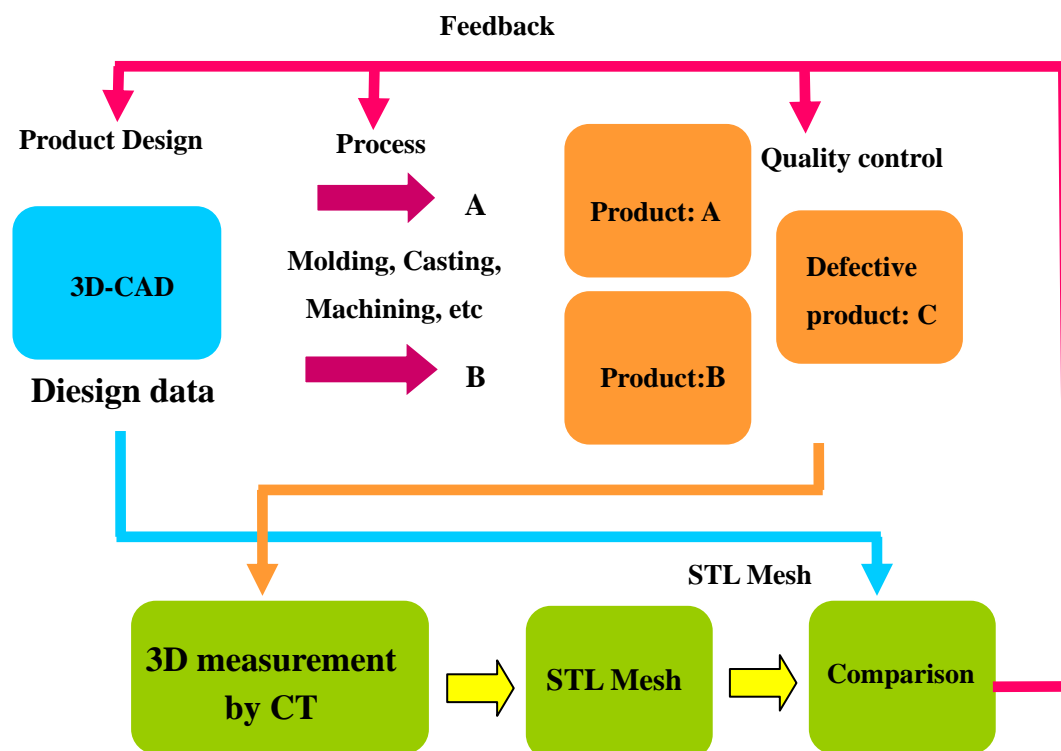 Feedback
Product Design
Process
Quality control
3D-CAD
A
Molding, Casting,
Machining, etc
B
Product: A
Product:B
Defective
product: C
Diesign data
STL Mesh
3D measurement
by CT
STL Mesh
Comparison